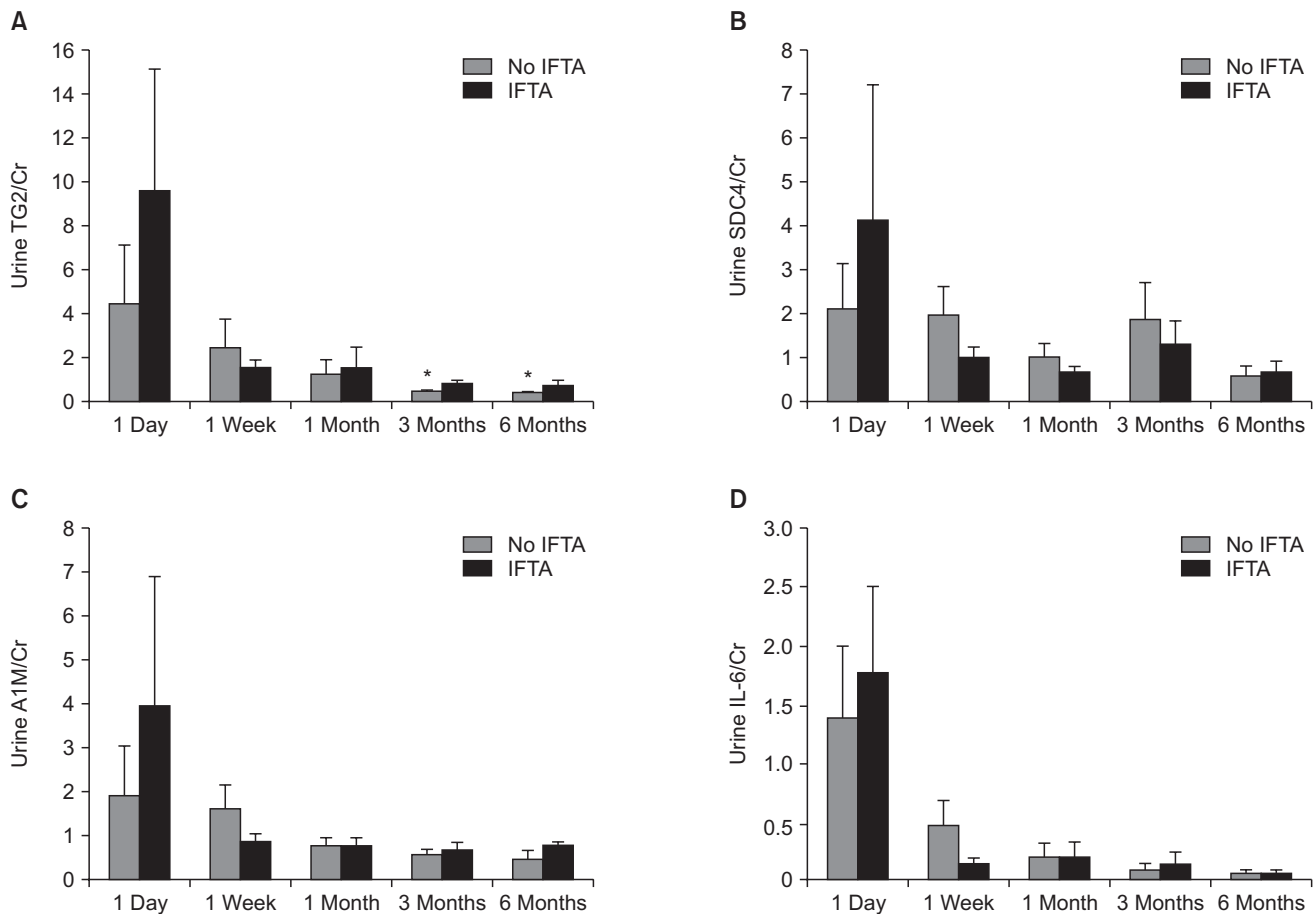 A
16
14
12
10
8
6
4
2
0
Urine TG2/Cr
No IFTA
IFTA
*
*
1 Day 1 Week 1 Month 3 Months 6 Months
B
8
7
6
5
4
3
2
1
0
Urine SDC4/Cr
No IFTA
IFTA
1 Day 1 Week 1 Month 3 Months 6 Months
C
8
7
6
5
4
3
2
1
0
Urine A1M/Cr
No IFTA
IFTA
1 Day 1 Week 1 Month 3 Months 6 Months
D
3.0
2.5
2.0
1.5
1.0
0.5
0
Urine IL-6/Cr
No IFTA
IFTA
1 Day 1 Week 1 Month 3 Months 6 Months